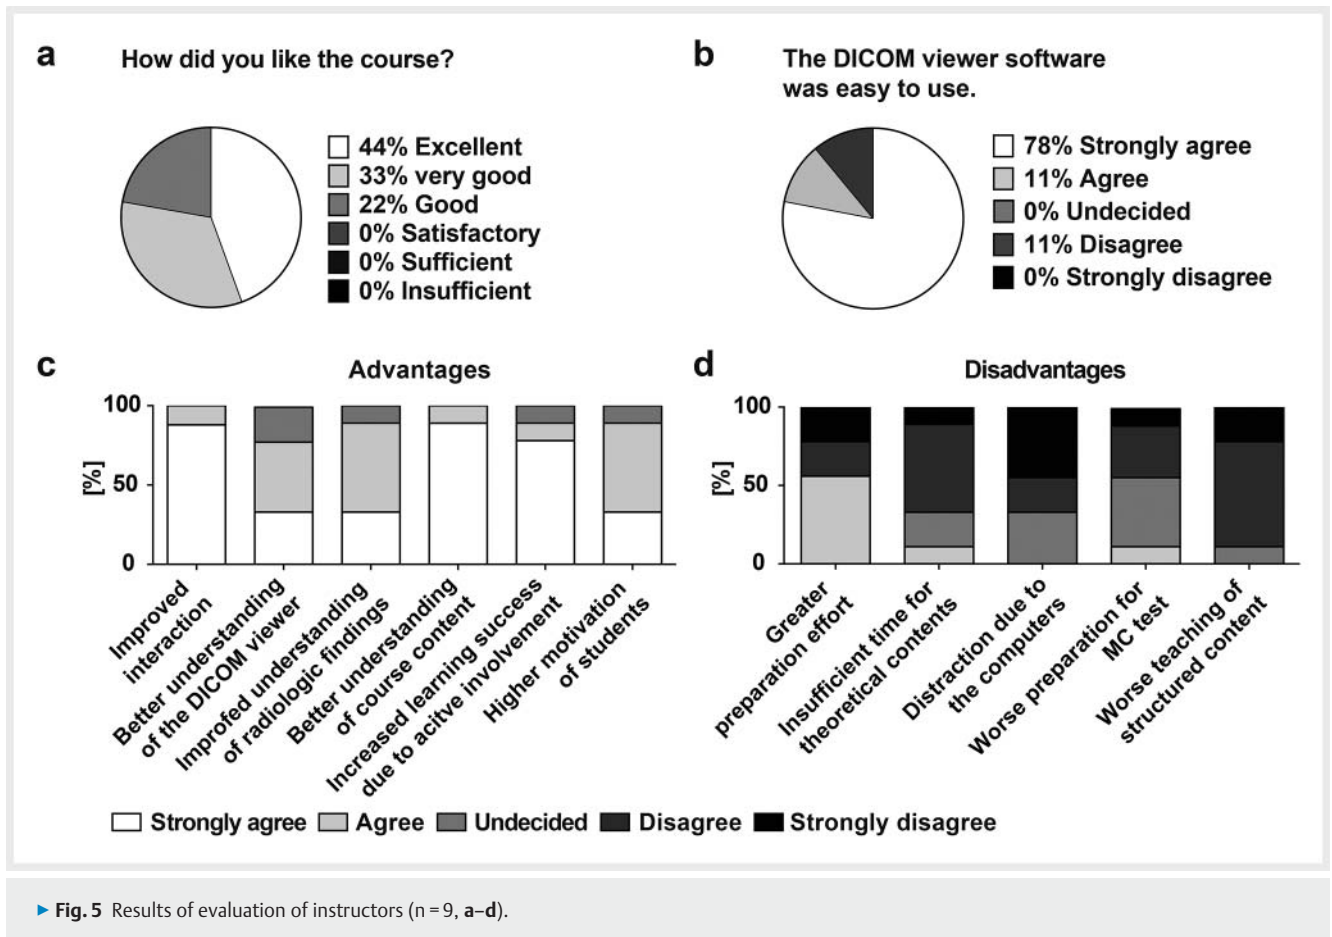 a
How did you like the course?
44% Excellent
33% very good
22% Good
0% Satisfactory
0% Sufficient
0% Insufficient
b
The DICOM viewer software
was easy to use.
78% Strongly agree
11% Agree
0% Undecided
11% Disagree
0% Strongly disagree
c
Advantages
[%]
100
50
0
Improved
interaction
Better understanding
of the DICOM viewer
Improfed understanding
of radiologic findings
Better understanding
of course content
Increased learning success
due to acitve involvement
Higher motivation
of students
d
Disadvantages
[%]
100
50
0
Greater
preparation effort
Insufficient time for
theoretical contents
Distraction due to
the computers
Worse preparation for
MC test
Worse teaching of
structured content
Strongly agree Agree Undecided Disagree Strongly disagree
▶ Fig. 5 Results of evaluation of instructors (n = 9, a–d).